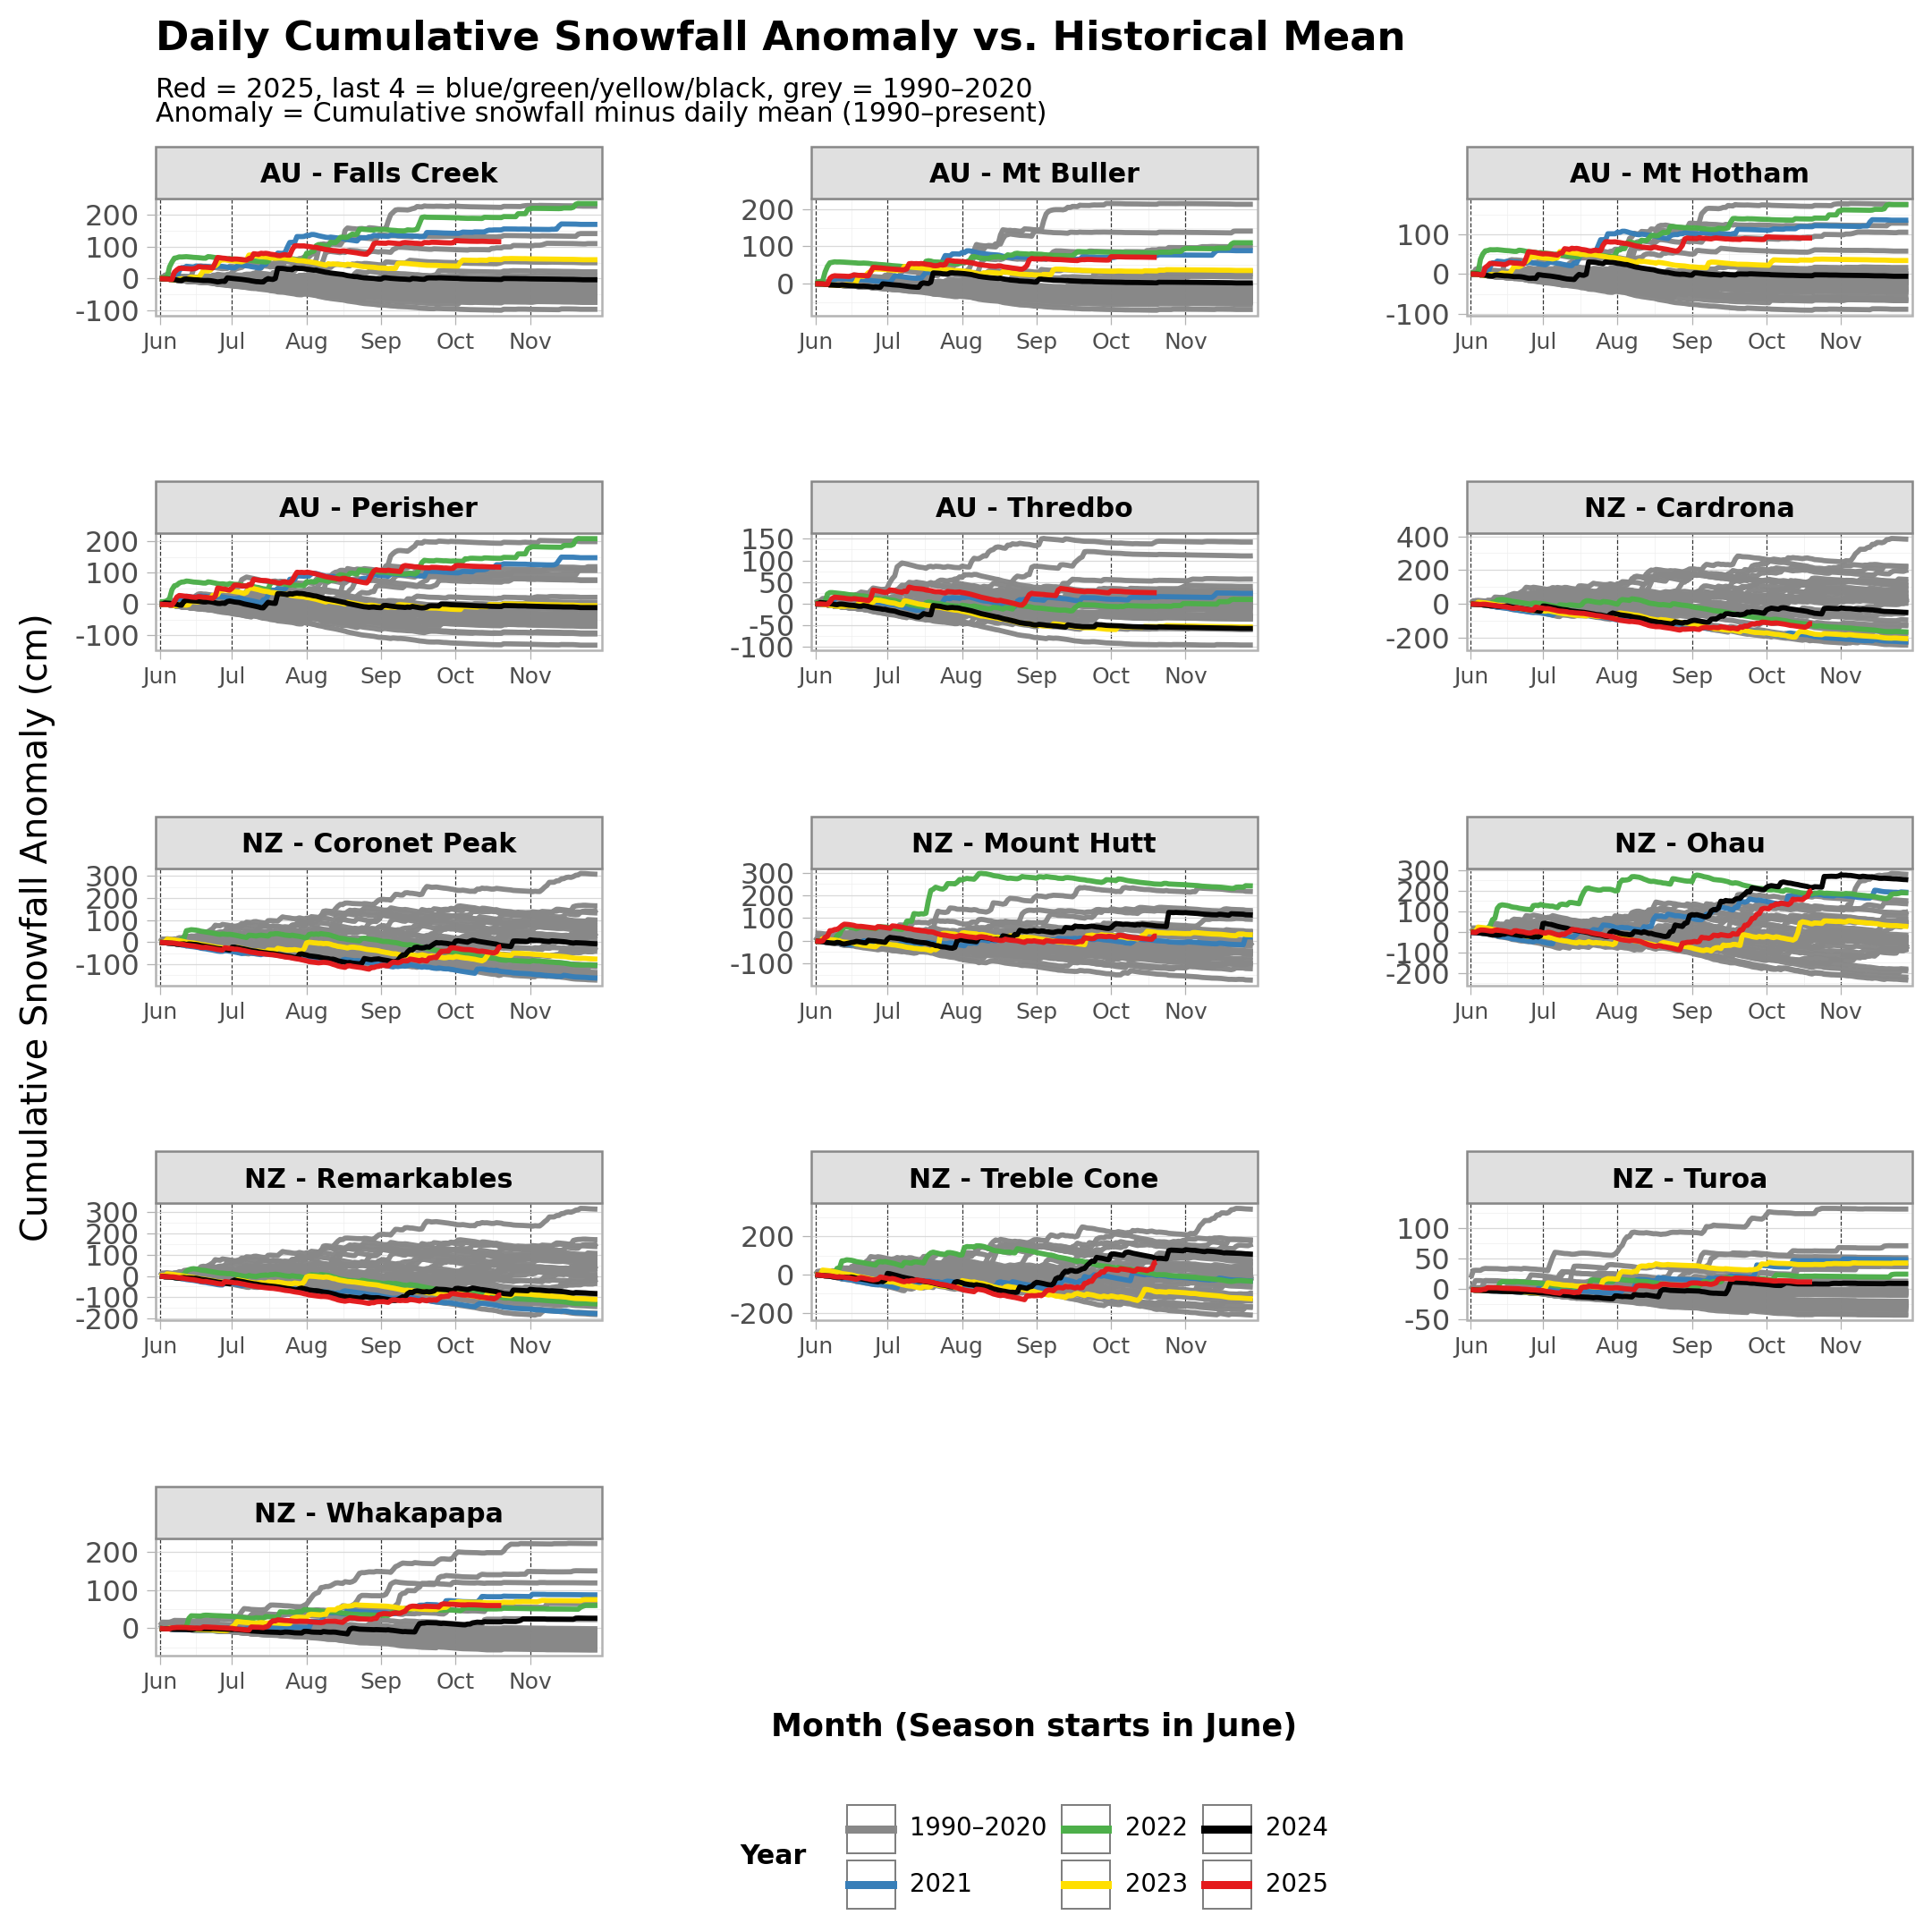 Daily Cumulative Snowfall Anomaly vs. Historical Mean
Red = 2025, last 4 = blue/green/yellow/black, grey = 1990–2020
Anomaly = Cumulative snowfall minus daily mean (1990–present)
Cumulative Snowfall Anomaly (cm)
AU - Falls Creek
200
100
0
-100
Jun Jul Aug Sep Oct Nov
AU - Mt Buller
200
100
0
Jun Jul Aug Sep Oct Nov
AU - Mt Hotham
100
0
-100
Jun Jul Aug Sep Oct Nov
AU - Perisher
200
100
0
-100
Jun Jul Aug Sep Oct Nov
AU - Thredbo
150
100
50
0
-50
-100
Jun Jul Aug Sep Oct Nov
NZ - Cardrona
400
200
0
-200
Jun Jul Aug Sep Oct Nov
NZ - Coronet Peak
300
200
100
0
-100
Jun Jul Aug Sep Oct Nov
NZ - Mount Hutt
300
200
100
0
-100
Jun Jul Aug Sep Oct Nov
NZ - Ohau
300
200
100
0
-100
-200
Jun Jul Aug Sep Oct Nov
NZ - Remarkables
300
200
100
0
-100
-200
Jun Jul Aug Sep Oct Nov
NZ - Treble Cone
200
0
-200
Jun Jul Aug Sep Oct Nov
NZ - Turoa
100
50
0
-50
Jun Jul Aug Sep Oct Nov
NZ - Whakapapa
200
100
0
Jun Jul Aug Sep Oct Nov
Month (Season starts in June)
Year
1990–2020 2022 2024
2021 2023 2025